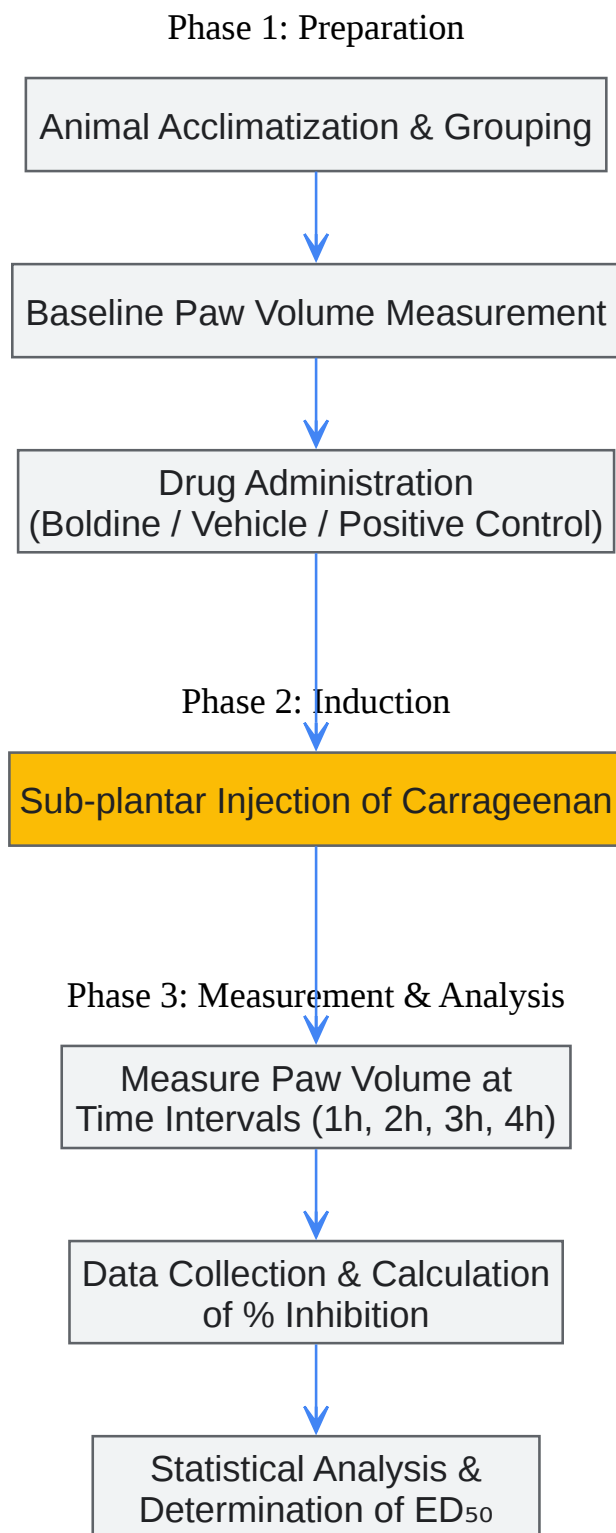 Phase 1: Preparation
Animal Acclimatization & Grouping
Baseline Paw Volume Measurement
Drug Administration
(Boldine / Vehicle / Positive Control)
Phase 2: Induction
Sub-plantar Injection of Carrageenan
Phase 3: Measurement & Analysis
Measure Paw Volume at
Time Intervals (1h, 2h, 3h, 4h)
Data Collection & Calculation
of % Inhibition
Statistical Analysis &
Determination of ED₅₀